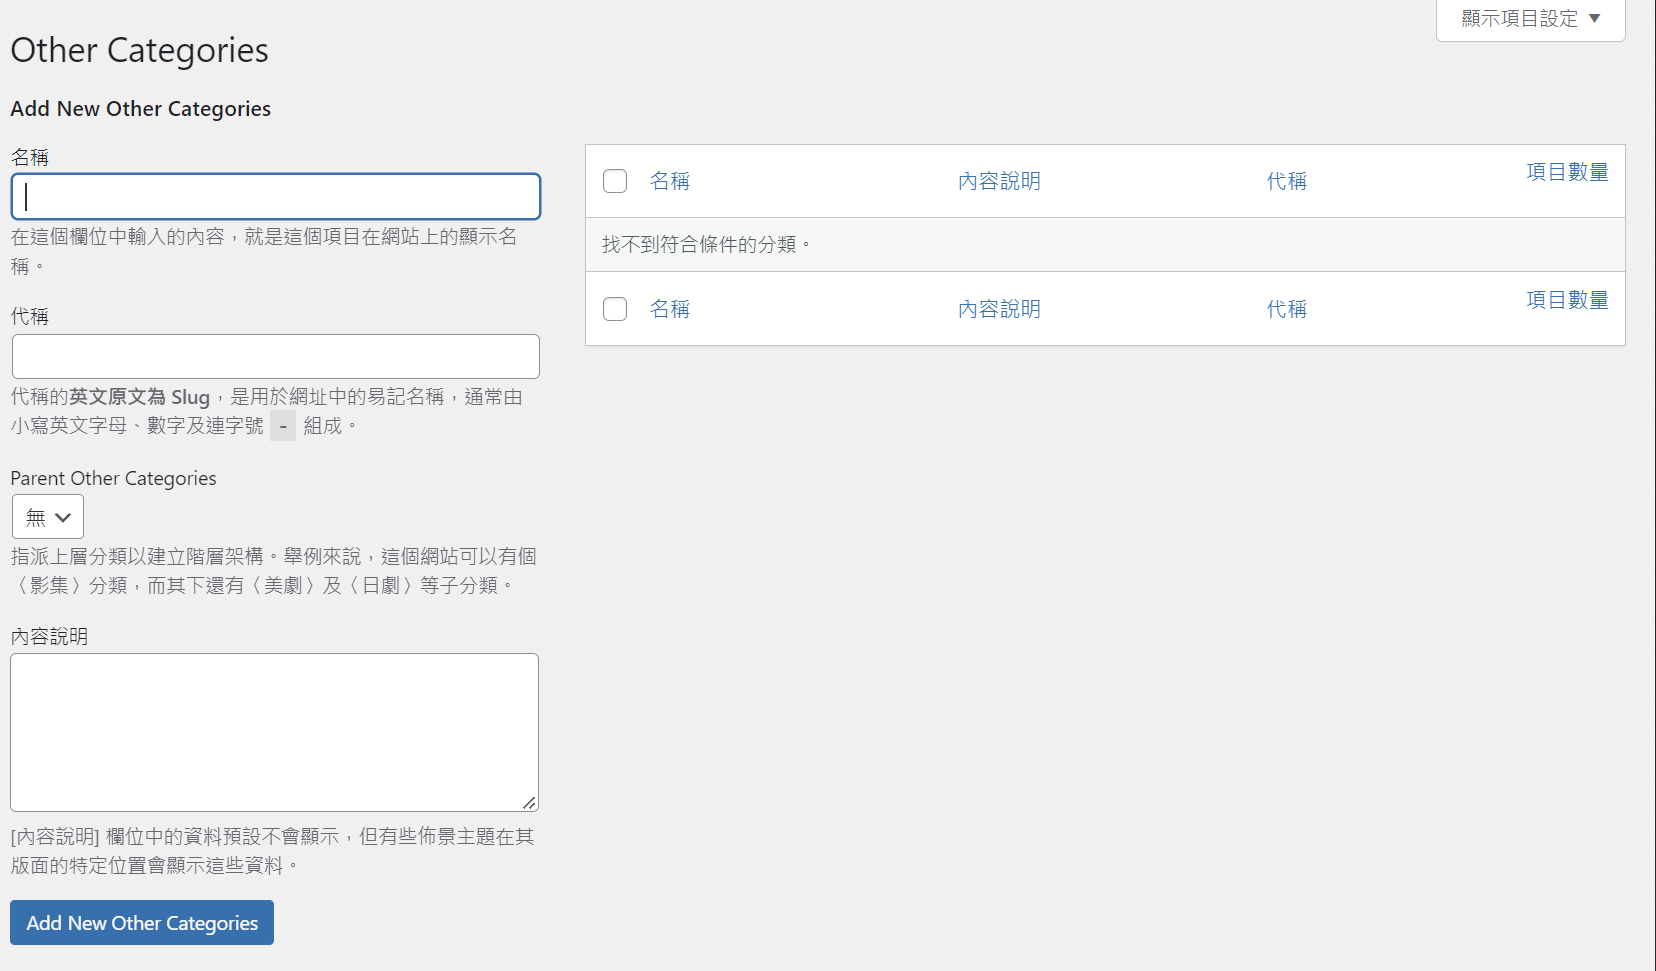 顯示項目設定 ▼
Other Categories
Add New Other Categories
名稱
在這個欄位中輸入的內容，就是這個項目在網站上的顯示名
稱。
代稱
代稱的英文原文為 Slug，是用於網址中的易記名稱，通常由
小寫英文字母、數字及連字號 - 組成。
Parent Other Categories
無
指派上層分類以建立階層架構。舉例來說，這個網站可以有個
〈影集〉分類，而其下還有〈美劇〉及〈日劇〉等子分類。
內容說明
[內容說明] 欄位中的資料預設不會顯示，但有些佈景主題在其
版面的特定位置會顯示這些資料。
Add New Other Categories
名稱 內容說明 代稱 項目數量
找不到符合條件的分類。
名稱 內容說明 代稱 項目數量